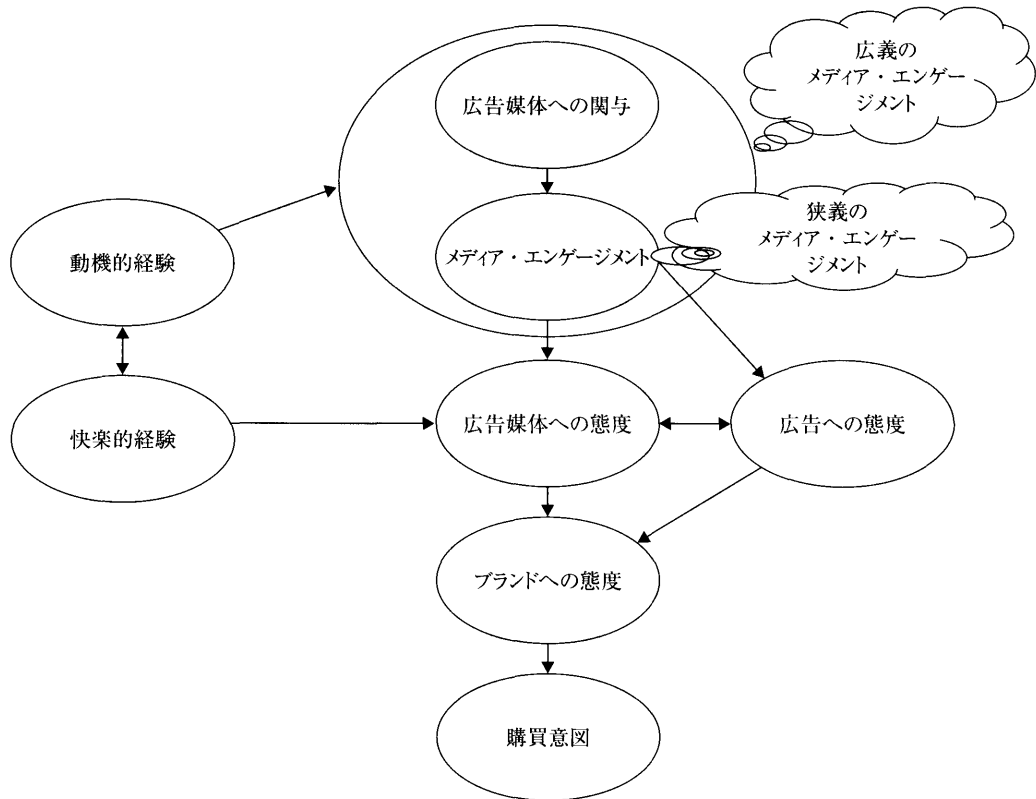 広義の
メディア・エンゲー
ジメント
広告媒体への関与
狭義の
メディア・エンゲー
ジメント
動機的経験
メディア・エンゲージメント
快楽的経験
広告媒体への態度
広告への態度
ブランドへの態度
購買意図